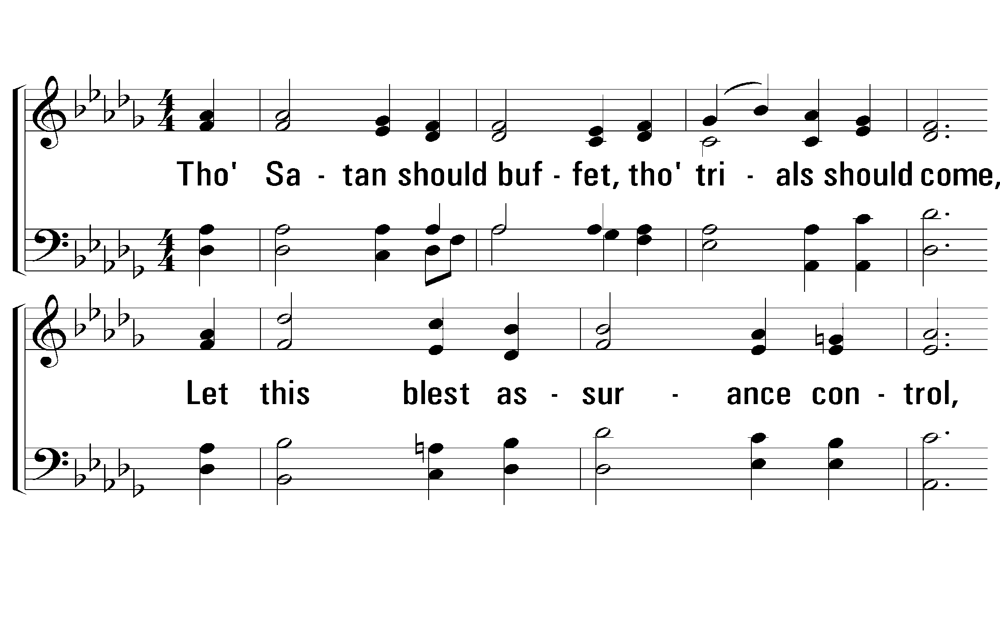 Tho' Sa - tan should buf - fet, tho' tri - als should come,
Let this blest as - sur - ance con - trol,